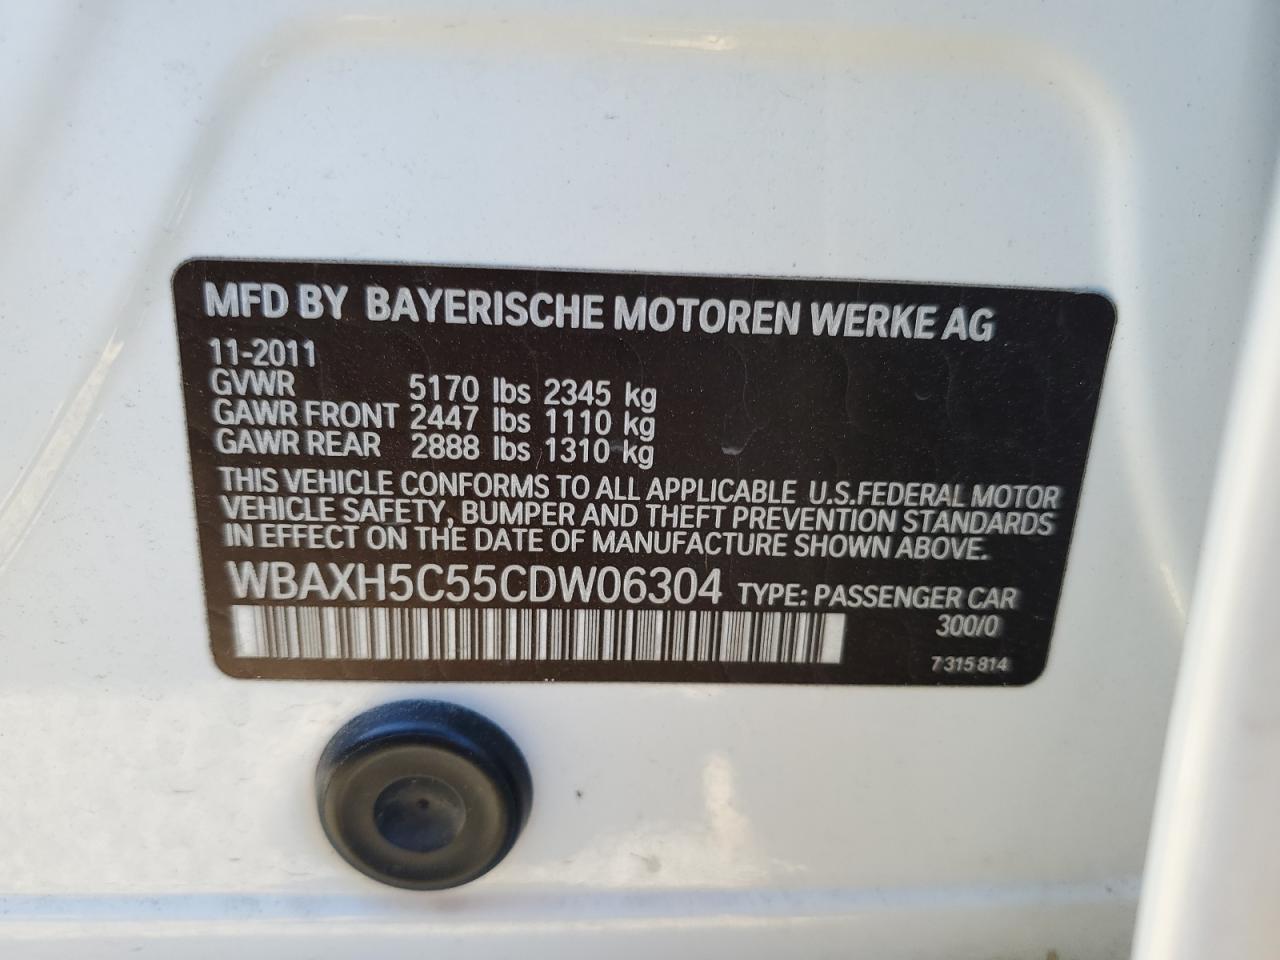 MFD BY BAYERISCHE MOTOREN WERKE AG
11-2011
GVWR 5170 lbs 2345 kg
GAWR FRONT 2447 lbs 1110 kg
GAWR REAR 2888 lbs 1310 kg
THIS VEHICLE CONFORMS TO ALL APPLICABLE U.S.FEDERAL MOTOR
VEHICLE SAFETY, BUMPER AND THEFT PREVENTION STANDARDS
IN EFFECT ON THE DATE OF MANUFACTURE SHOWN ABOVE.
WBAXH5C55CDW06304 TYPE: PASSENGER CAR
300/0
7 315 814